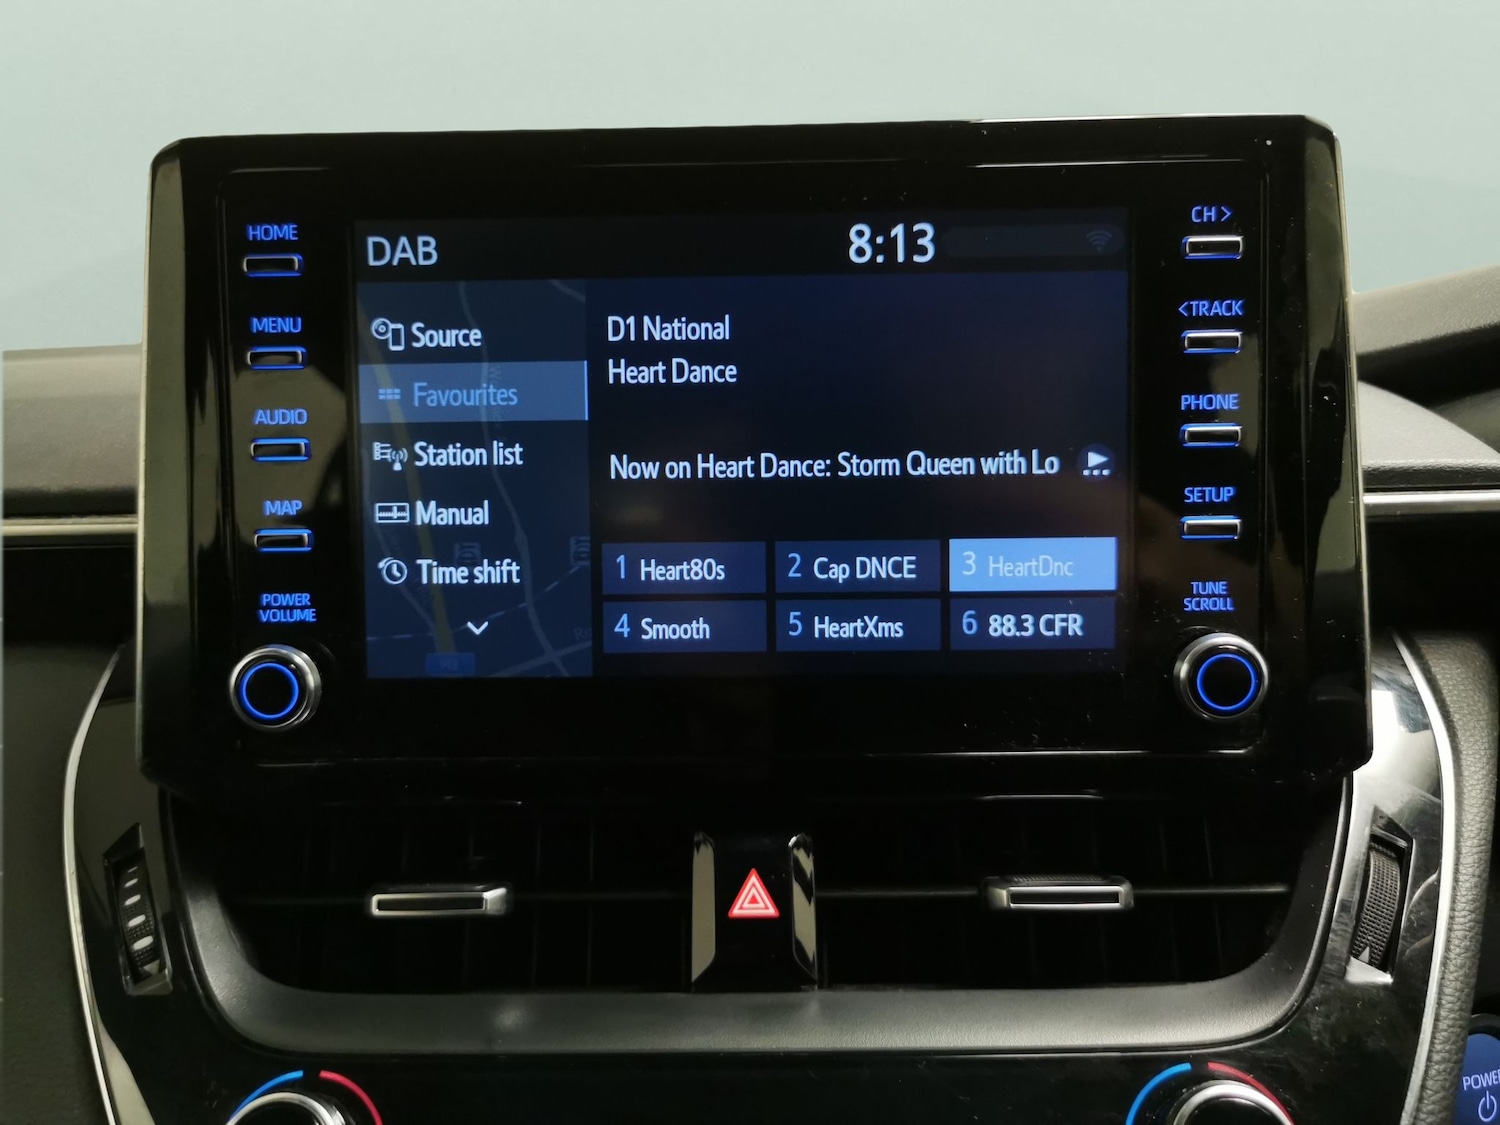 HOME
MENU
AUDIO
MAP
POWER
VOLUME
DAB
8:13
Source
Favourites
Station list
Manual
Time shift
D1 National
Heart Dance
Now on Heart Dance: Storm Queen with Lo
1 Heart80s
2 Cap DNCE
3 HeartDnc
4 Smooth
5 HeartXms
6 88.3 CFR
CH >
< TRACK
PHONE
SETUP
TUNE
SCROLL
POWER